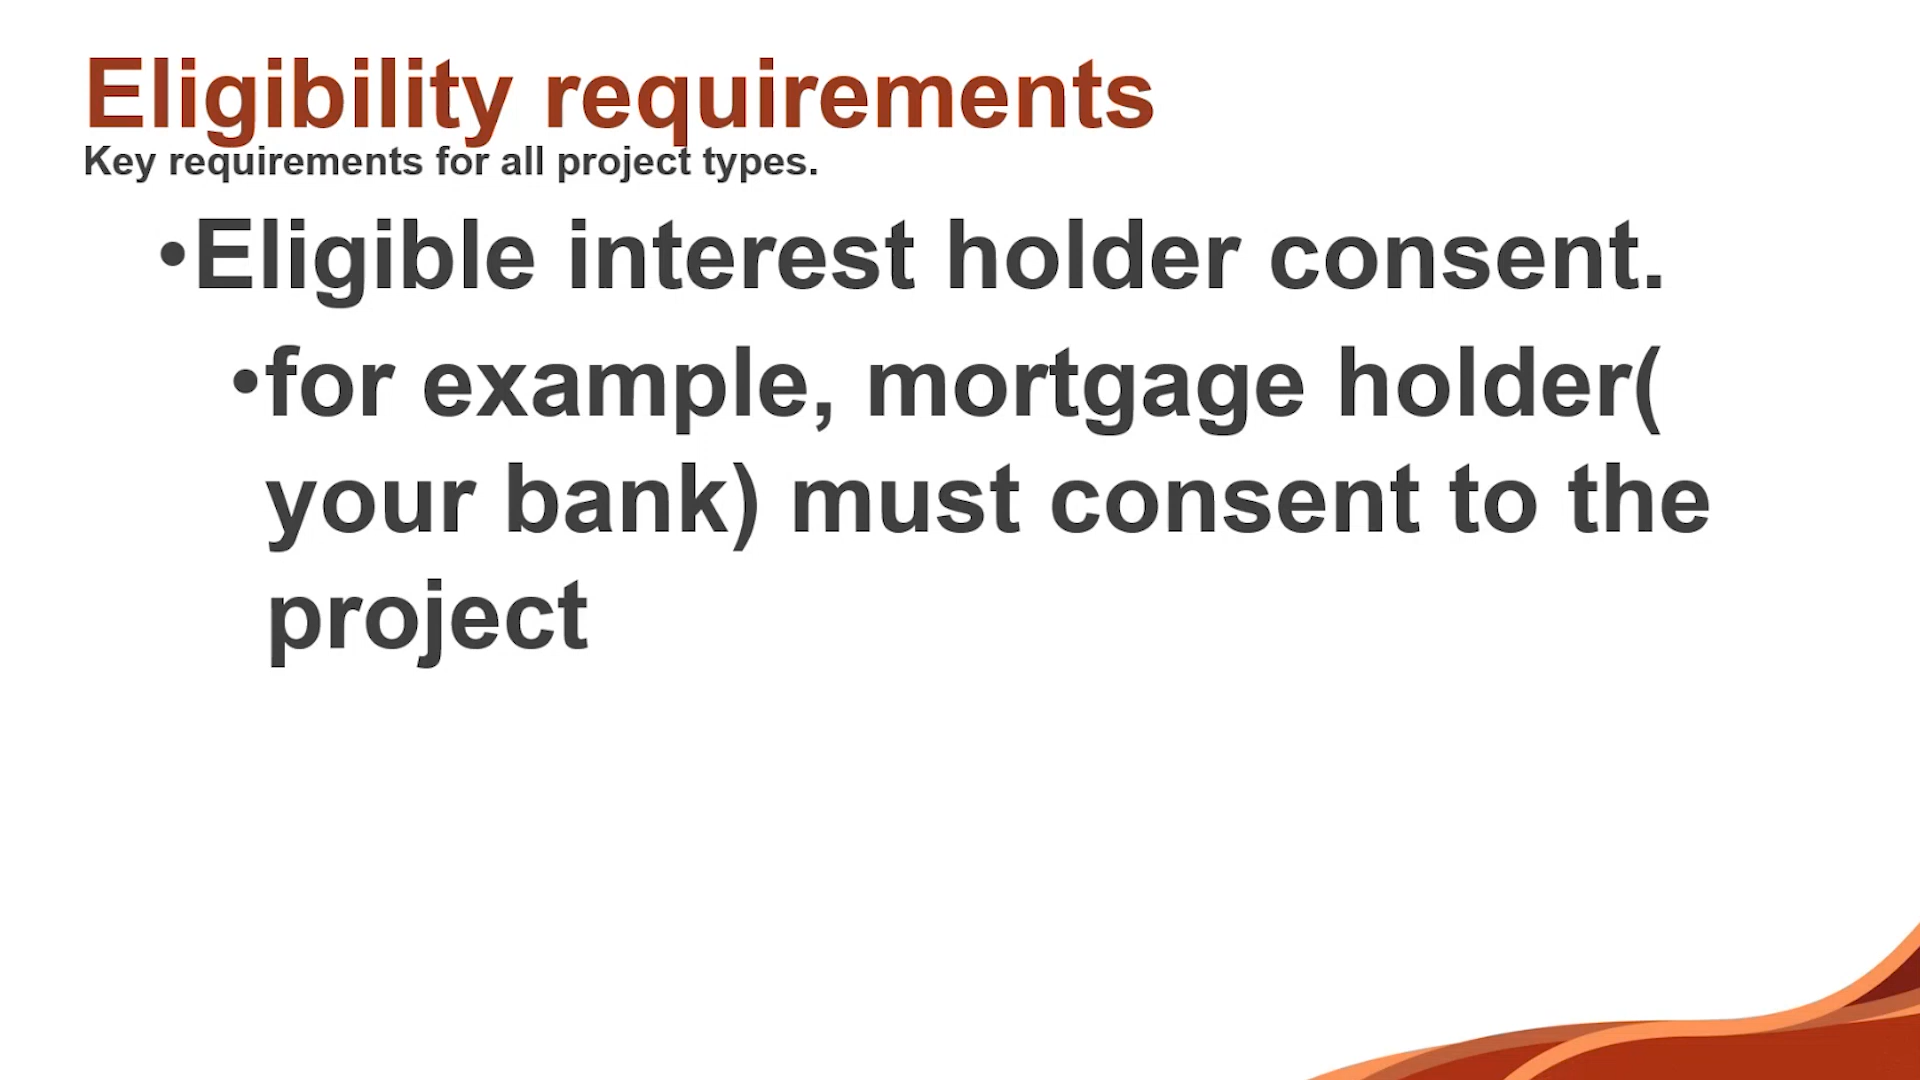 Eligibility requirements
Key requirements for all project types.
•Eligible interest holder consent.
•for example, mortgage holder(
your bank) must consent to the
project